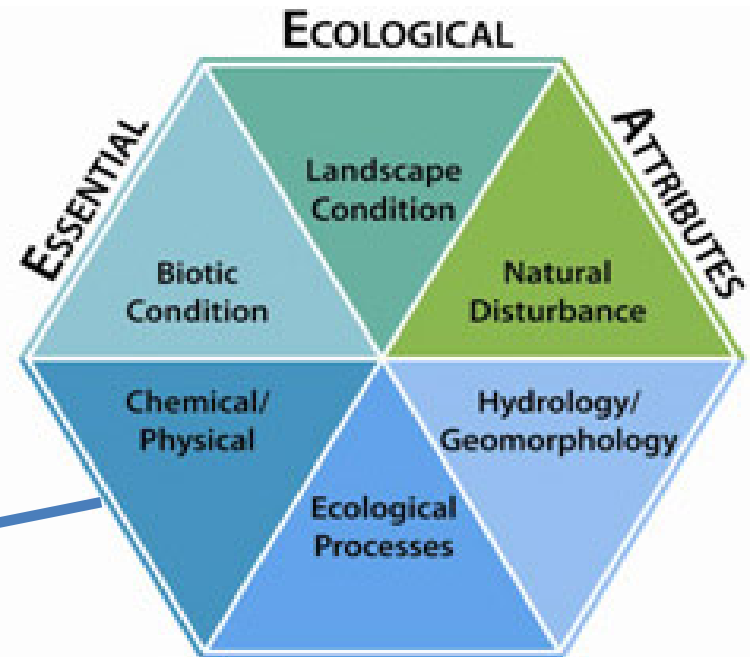 ESSENTIAL
ECOLOGICAL
ATTRIBUTES
Landscape
Condition
Biotic
Condition
Natural
Disturbance
Chemical/
Physical
Hydrology/
Geomorphology
Ecological
Processes